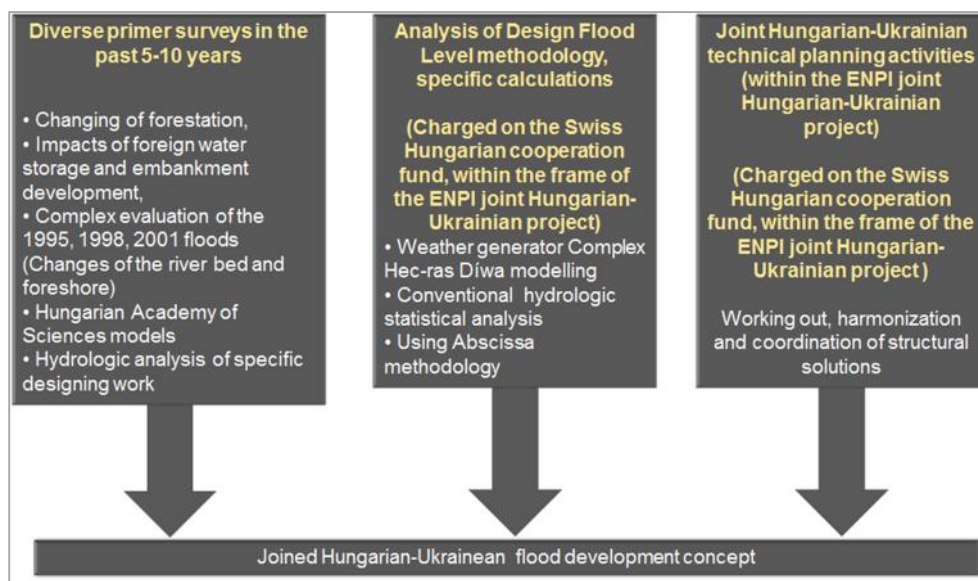 Diverse primer surveys in the
past 5-10 years
• Changing of forestation,
• Impacts of foreign water
storage and embankment
development,
• Complex evaluation of the
1995, 1998, 2001 floods
(Changes of the river bed and
foreshore)
• Hungarian Academy of
Sciences models
• Hydrologic analysis of specific
designing work
Analysis of Design Flood
Level methodology,
specific calculations
(Charged on the Swiss
Hungarian cooperation
fund, within the frame of
the ENPI joint Hungarian-
Ukrainian project)
• Weather generator Complex
Hec-ras Díwa modelling
• Conventional hydrologic
statistical analysis
• Using Abscissa
methodology
Joint Hungarian-Ukrainian
technical planning activities
(within the ENPI joint
Hungarian-Ukrainian
project)
(Charged on the Swiss
Hungarian cooperation
fund, within the frame of the
ENPI joint Hungarian-
Ukrainian project )
Working out, harmonization
and coordination of structural
solutions
Joined Hungarian-Ukrainean flood development concept